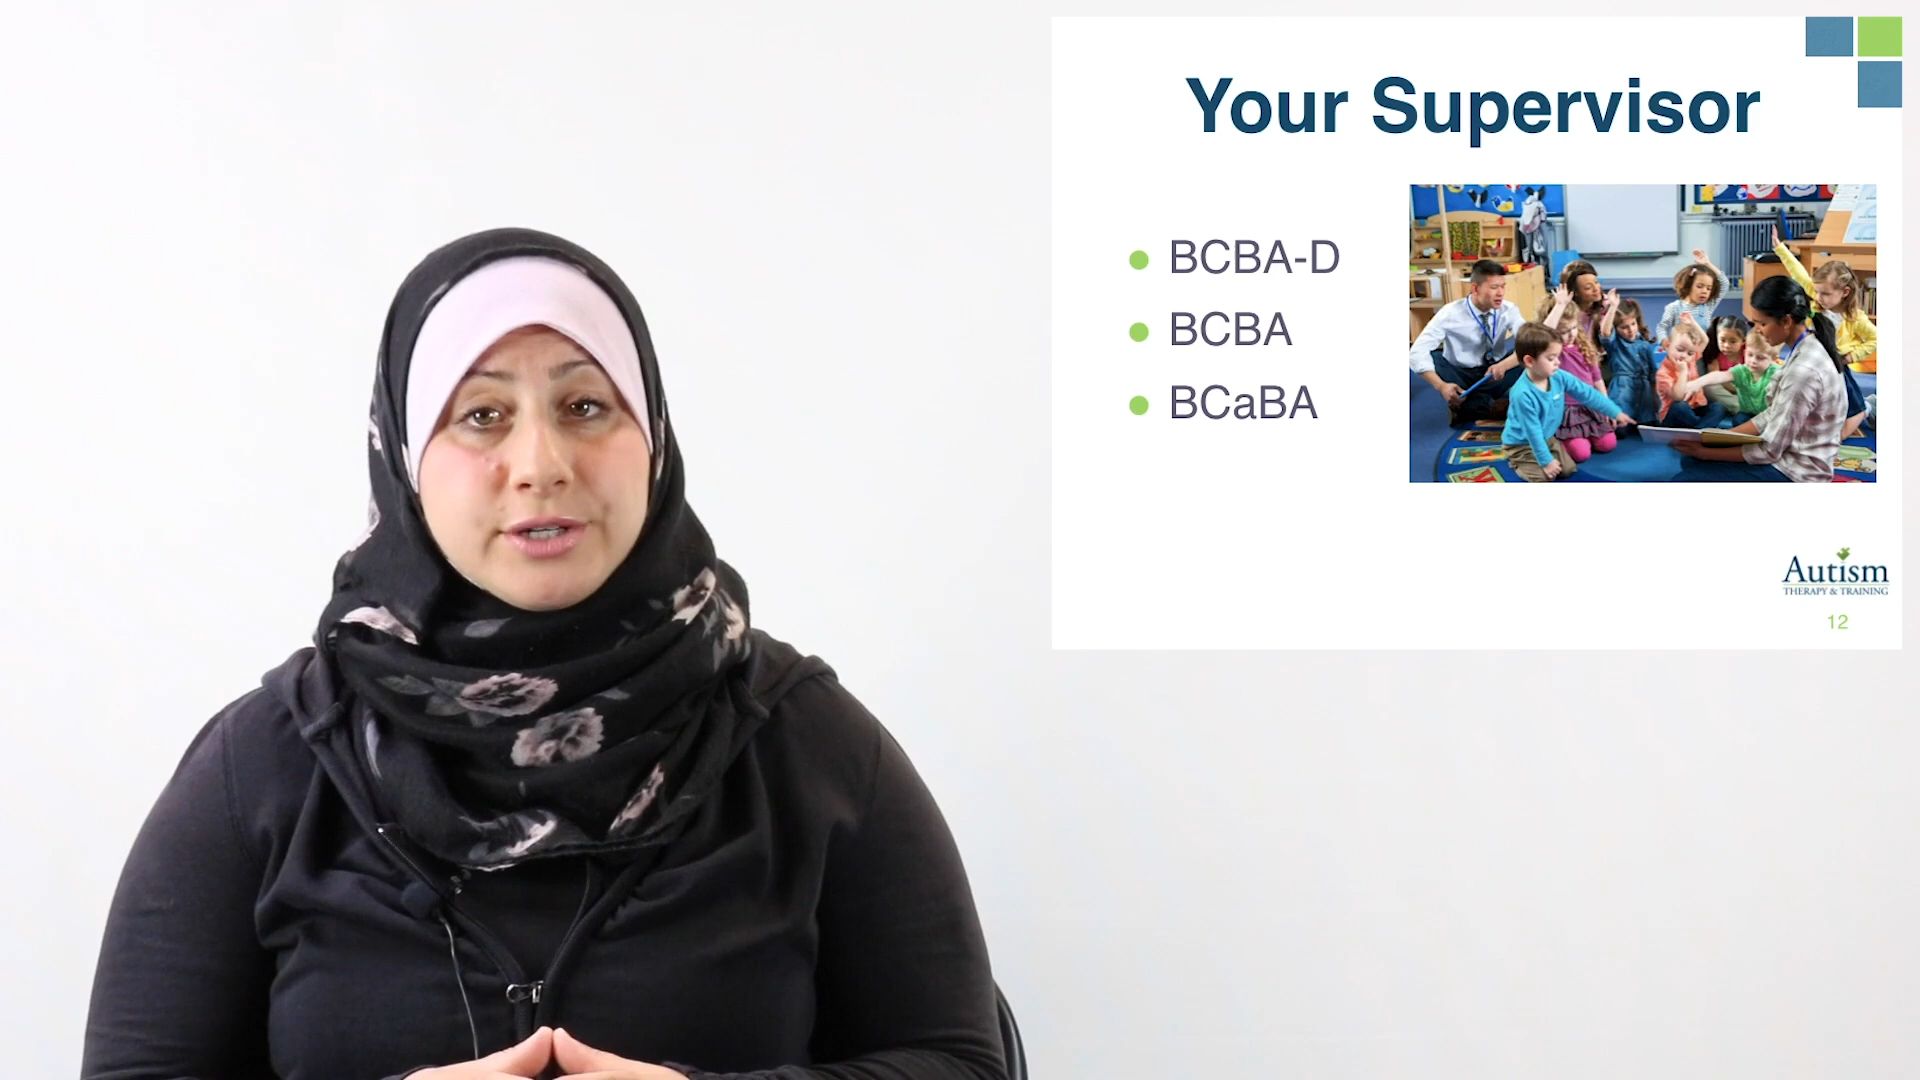 Your Supervisor
BCBA-D
BCBA
BCaBA
Autism
THERAPY & TRAINING
12